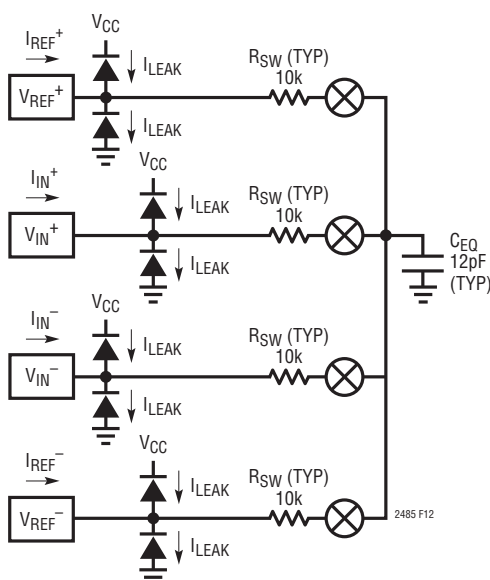 VCC
IREF+
ILEAK
RSW (TYP)
10k
VREF+
ILEAK
VCC
IIN+
ILEAK
RSW (TYP)
10k
VIN+
ILEAK
CEQ
12pF
(TYP)
VCC
IIN−
ILEAK
RSW (TYP)
10k
VIN−
ILEAK
VCC
IREF−
ILEAK
RSW (TYP)
10k
VREF−
ILEAK
2485 F12